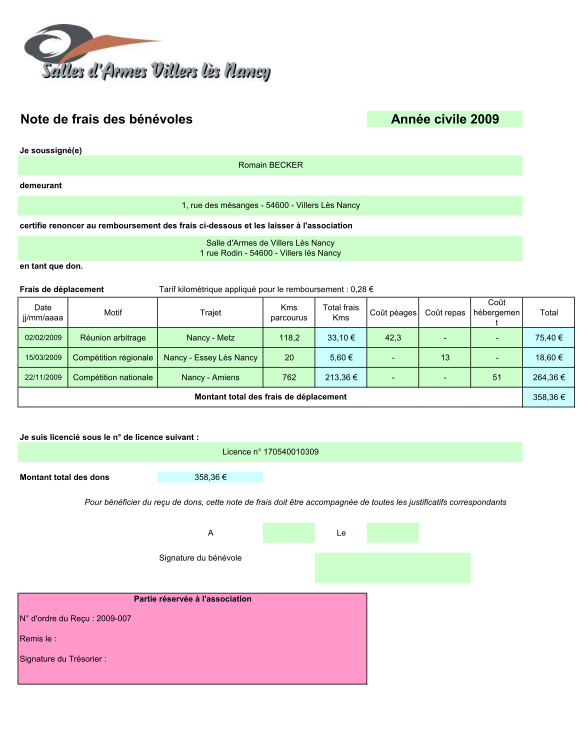 Salles d'Armes Villers lès Nancy
Note de frais des bénévoles Année civile 2009
Je soussigné(e)
Romain BECKER
demeurant
1, rue des mésanges - 54600 - Villers Lès Nancy
certifie renoncer au remboursement des frais ci-dessous et les laisser à l'association
Salle d'Armes de Villers Lès Nancy
1 rue Rodin - 54600 - Villers lès Nancy
en tant que don.
Frais de déplacement Tarif kilométrique appliqué pour le remboursement : 0,28 €
Date jj/mm/aaaa Motif Trajet Kms parcourus Total frais Kms Coût péages Coût repas Coût hébergement Total
02/02/2009 Réunion arbitrage Nancy - Metz 118,2 33,10 € 42,3 - - 75,40 €
15/03/2009 Compétition régionale Nancy - Essey Lès Nancy 20 5,60 € - 13 - 18,60 €
22/11/2009 Compétition nationale Nancy - Amiens 762 213,36 € - - 51 264,36 €
Montant total des frais de déplacement 358,36 €
Je suis licencié sous le n° de licence suivant :
Licence n° 170540010309
Montant total des dons 358,36 €
Pour bénéficier du reçu de dons, cette note de frais doit être accompagnée de toutes les justificatifs correspondants
A Le
Signature du bénévole
Partie réservée à l'association
N° d'ordre du Reçu : 2009-007
Remis le :
Signature du Trésorier :